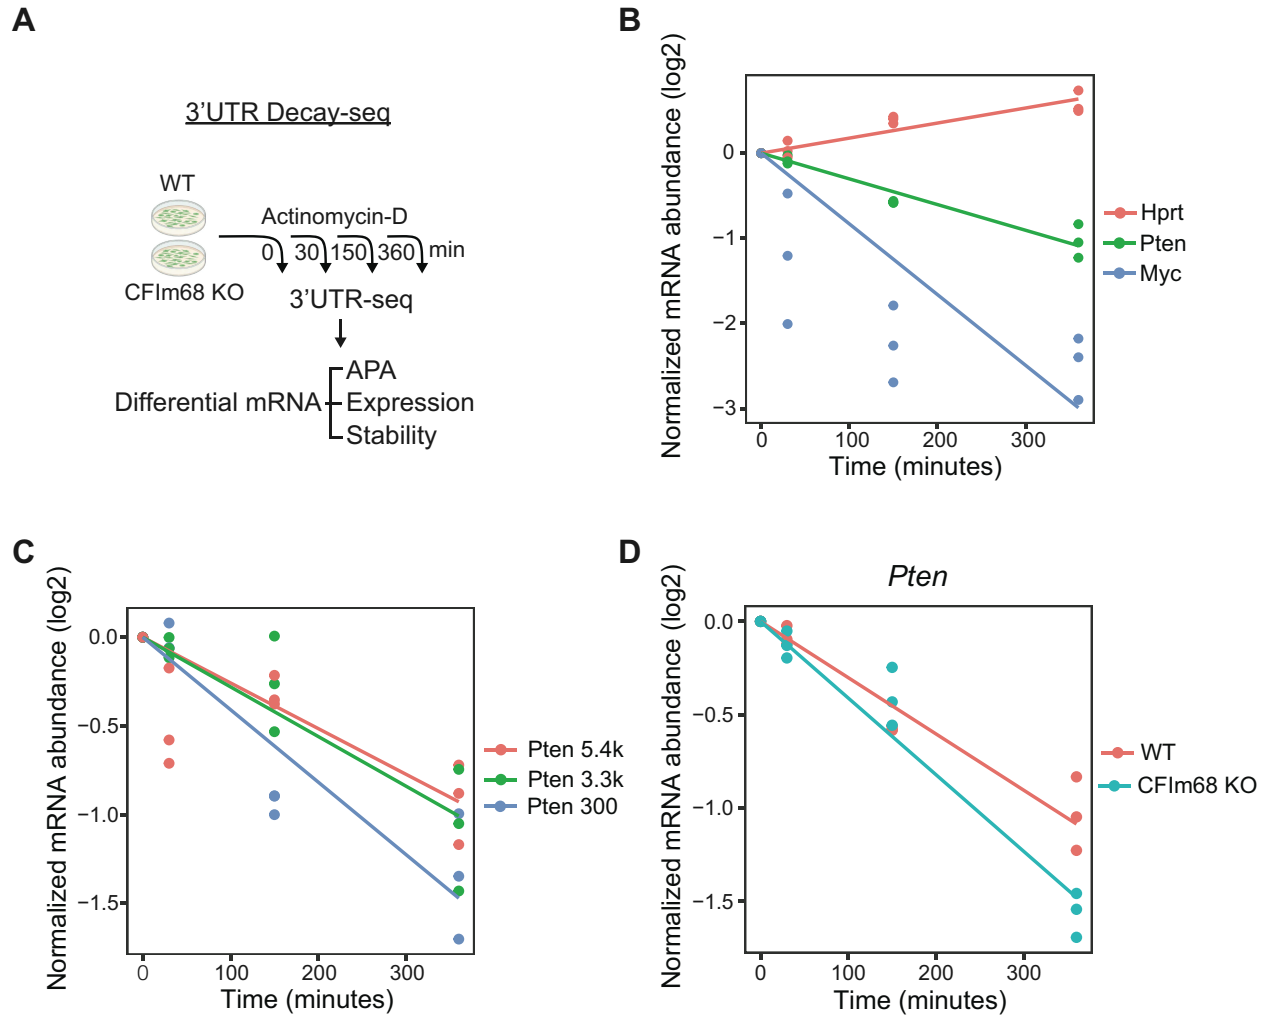 A
3’UTR Decay-seq
WT
Actinomycin-D
0 30 150 360 min
CFIm68 KO
3’UTR-seq
APA
Differential mRNA Expression
Stability
B
Normalized mRNA abundance (log2)
0
−1
−2
−3
0 100 200 300
Time (minutes)
Hprt
Pten
Myc
C
Normalized mRNA abundance (log2)
0.0
−0.5
−1.0
−1.5
0 100 200 300
Time (minutes)
Pten 5.4k
Pten 3.3k
Pten 300
D
Pten
Normalized mRNA abundance (log2)
0.0
−0.5
−1.0
−1.5
0 100 200 300
Time (minutes)
WT
CFIm68 KO